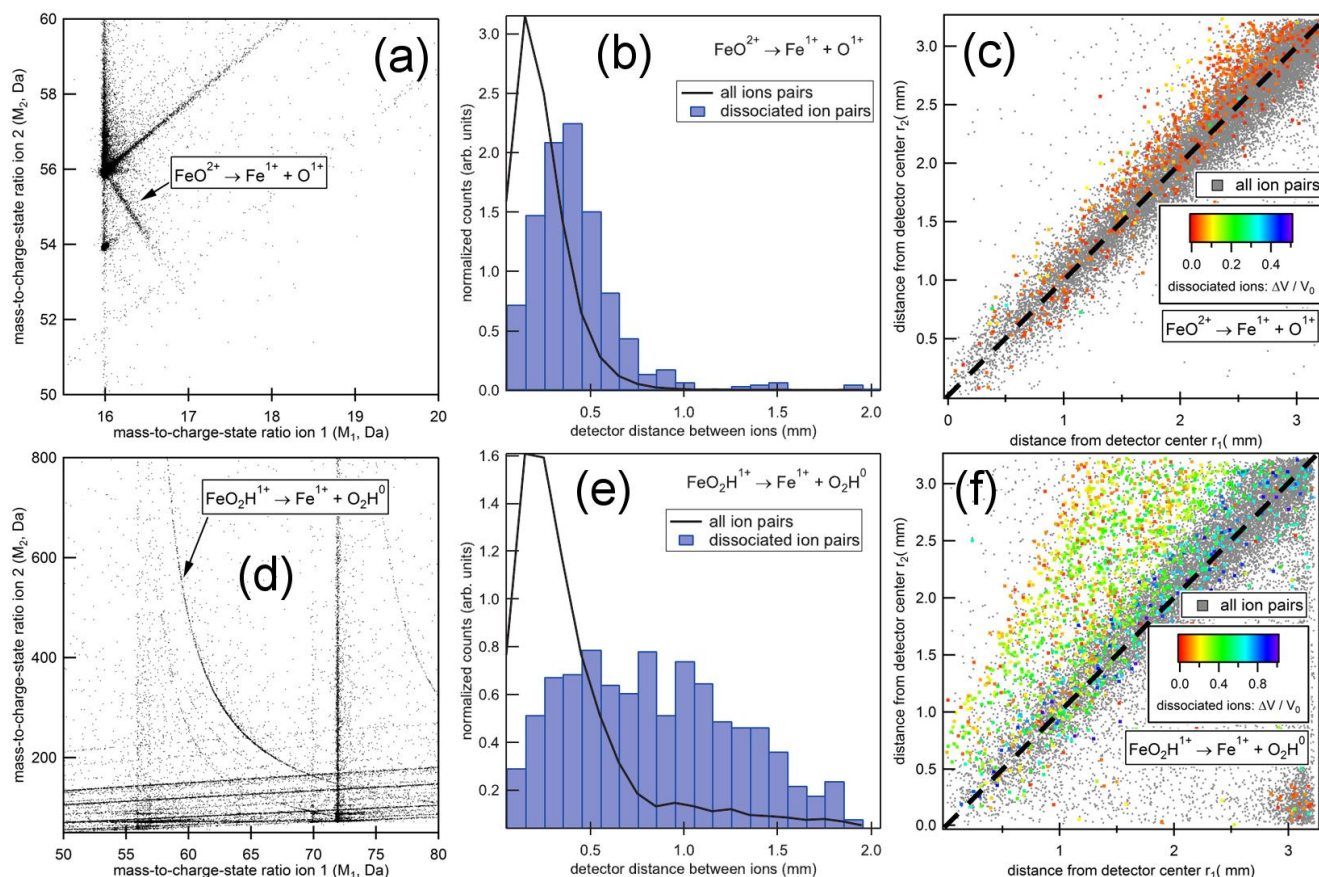 (a)
60
58
56
54
52
50
mass-to-charge-state ratio ion 2 (M₂, Da)
FeO²⁺ → Fe¹⁺ + O¹⁺
16 17 18 19 20
mass-to-charge-state ratio ion 1 (M₁, Da)
(b)
3.0
2.5
2.0
1.5
1.0
0.5
0.0
normalized counts (arb. units)
FeO²⁺ → Fe¹⁺ + O¹⁺
all ions pairs
dissociated ion pairs
0.5 1.0 1.5 2.0
detector distance between ions (mm)
(c)
3.0
2.5
2.0
1.5
1.0
0.5
0
distance from detector center r₂( mm)
all ion pairs
0.0 0.2 0.4
dissociated ions: ΔV / V₀
FeO²⁺ → Fe¹⁺ + O¹⁺
0 1 2 3
distance from detector center r₁( mm)
(d)
800
600
400
200
mass-to-charge-state ratio ion 2 (M₂, Da)
FeO₂H¹⁺ → Fe¹⁺ + O₂H⁰
50 55 60 65 70 75 80
mass-to-charge-state ratio ion 1 (M₁, Da)
(e)
1.6
1.4
1.2
1.0
0.8
0.6
0.4
0.2
normalized counts (arb. units)
FeO₂H¹⁺ → Fe¹⁺ + O₂H⁰
all ion pairs
dissociated ion pairs
0.5 1.0 1.5 2.0
detector distance between ions (mm)
(f)
3.0
2.5
2.0
1.5
1.0
0.5
0.0
distance from detector center r₂( mm)
all ion pairs
0.0 0.4 0.8
dissociated ions: ΔV / V₀
FeO₂H¹⁺ → Fe¹⁺ + O₂H⁰
0 1 2 3
distance from detector center r₁( mm)